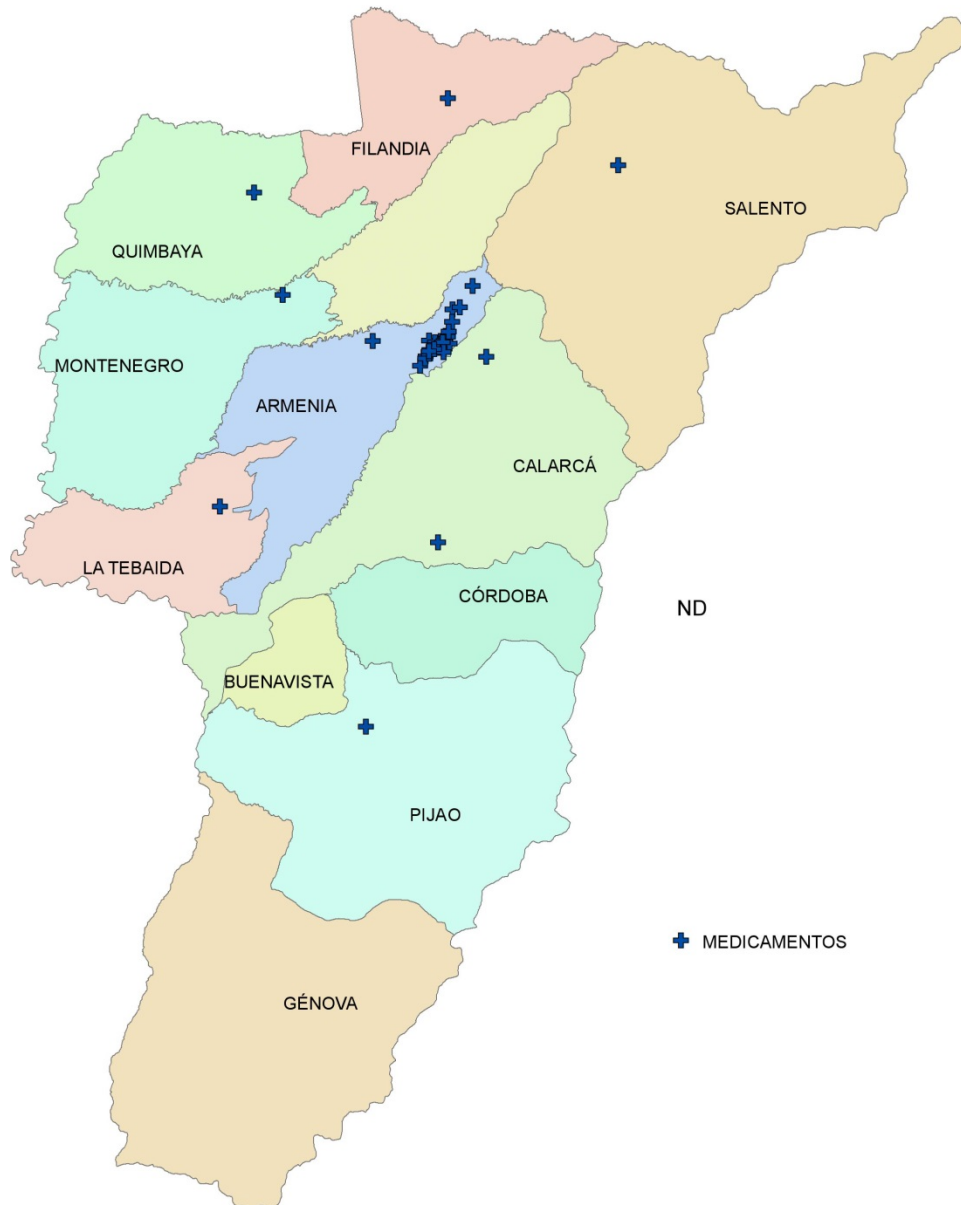 FILANDIA
SALENTO
QUIMBAYA
MONTENEGRO
ARMENIA
CALARCÁ
LA TEBAIDA
CÓRDOBA
ND
BUENAVISTA
PIJAO
MEDICAMENTOS
GÉNOVA